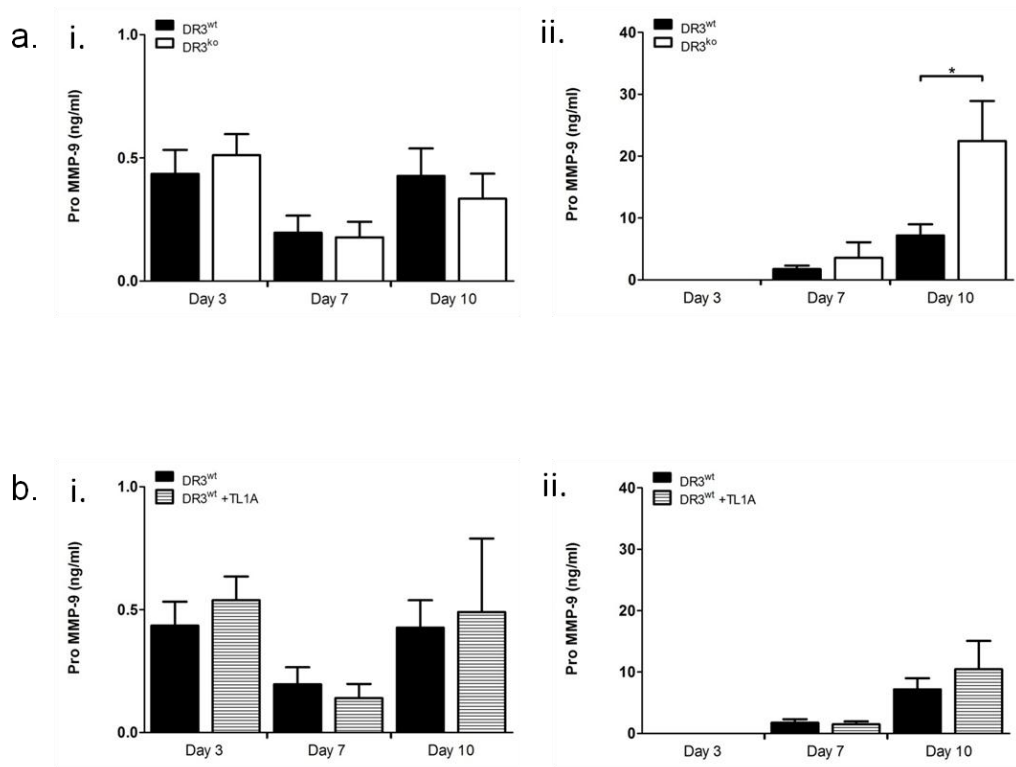 a.
i.
DR3wt
DR3ko
Pro MMP-9 (ng/ml)
1.0
0.5
0.0
Day 3 Day 7 Day 10
ii.
DR3wt
DR3ko
Pro MMP-9 (ng/ml)
40
30
20
10
0
*
Day 3 Day 7 Day 10
b.
i.
DR3wt
DR3wt +TL1A
Pro MMP-9 (ng/ml)
1.0
0.5
0.0
Day 3 Day 7 Day 10
ii.
DR3wt
DR3wt +TL1A
Pro MMP-9 (ng/ml)
40
30
20
10
0
Day 3 Day 7 Day 10